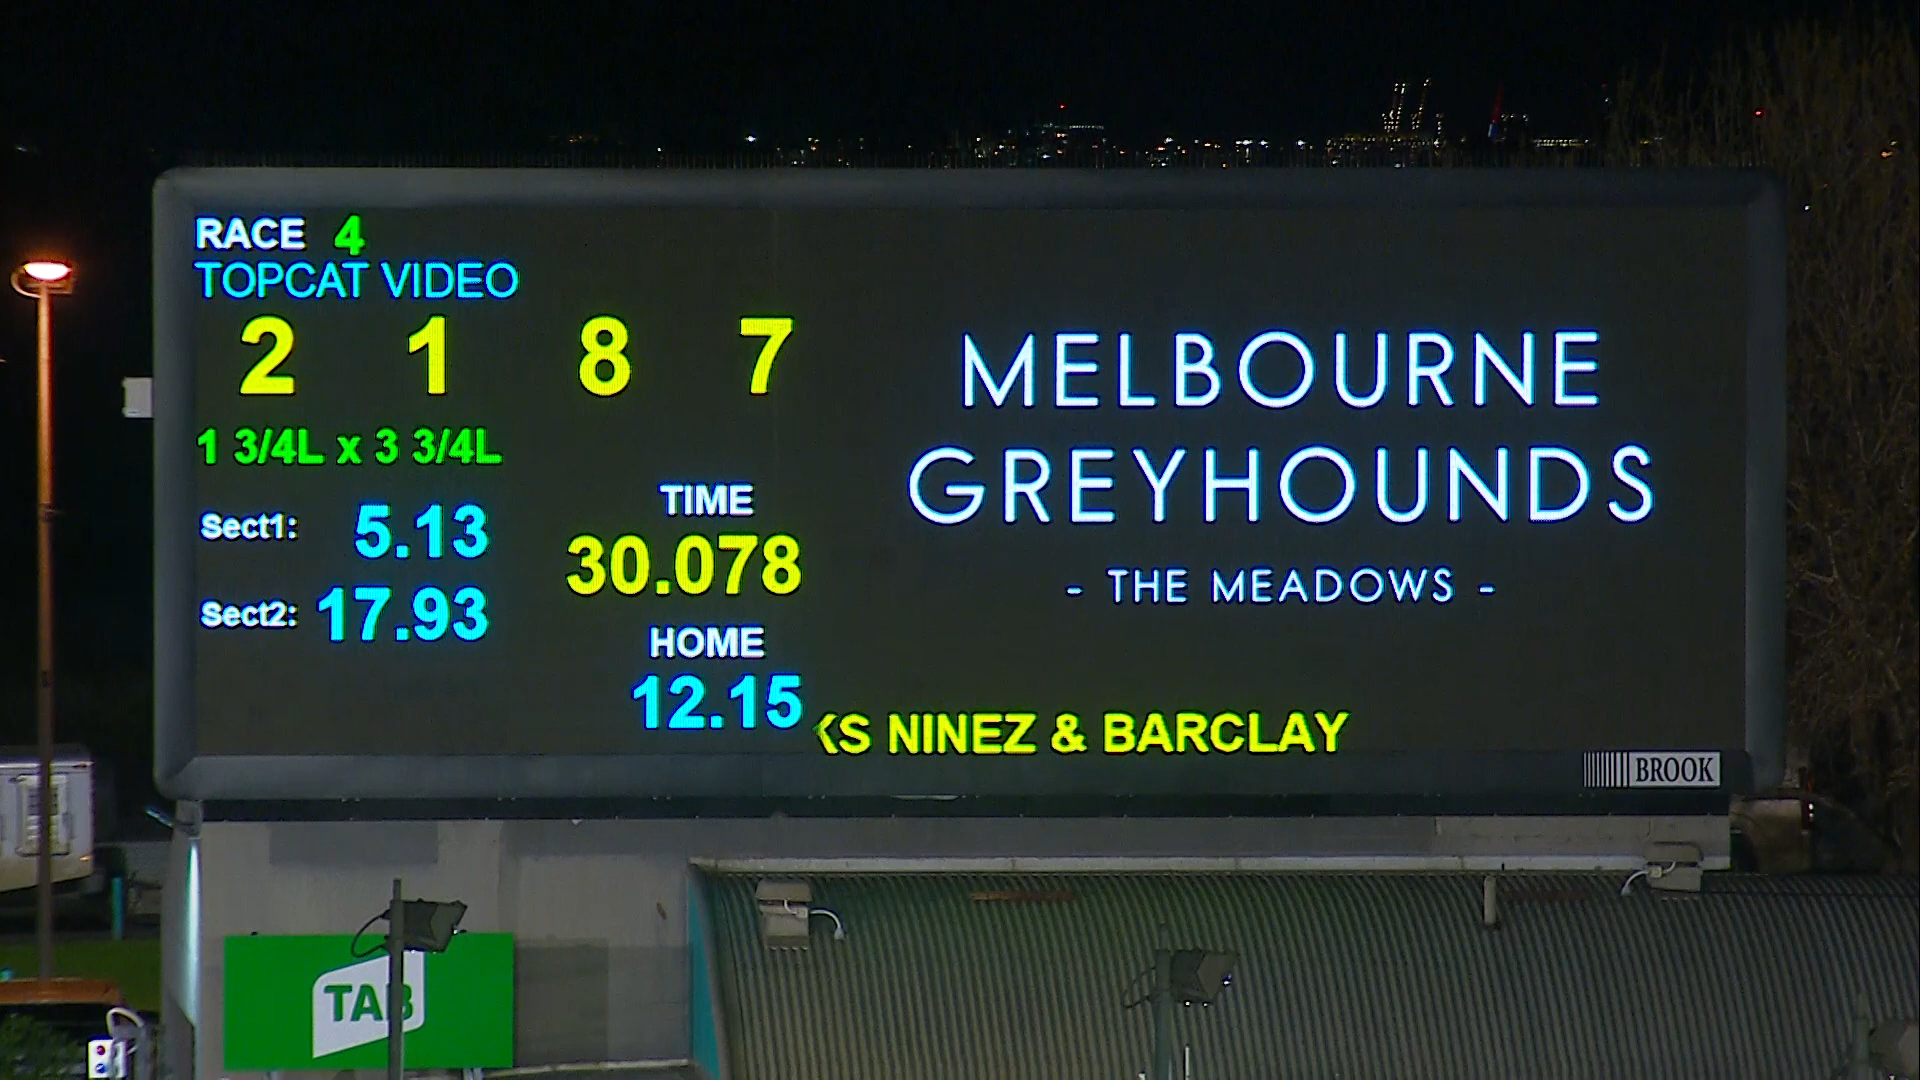 RACE 4
TOPCAT VIDEO
2 1 8 7
1 3/4L x 3 3/4L
Sect1: 5.13
Sect2: 17.93
TIME
30.078
HOME
12.15
MELBOURNE
GREYHOUNDS
- THE MEADOWS -
NINEZ & BARCLAY
BROOK
TAB